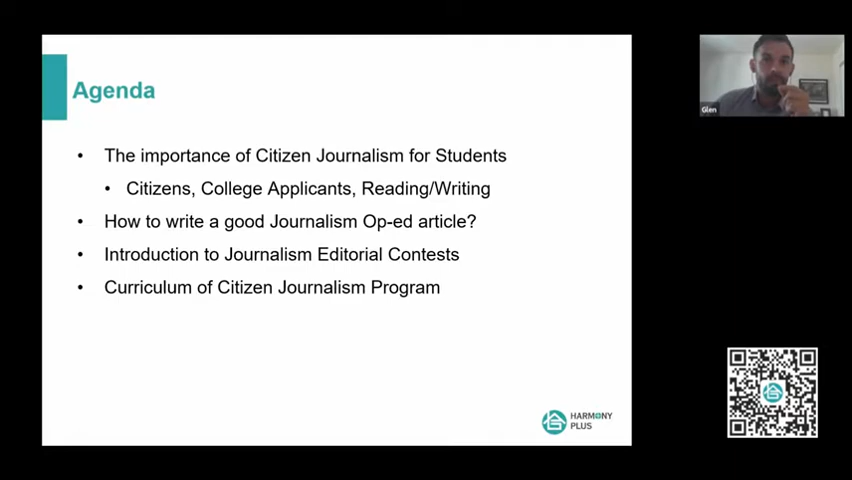 Agenda
• The importance of Citizen Journalism for Students
• Citizens, College Applicants, Reading/Writing
• How to write a good Journalism Op-ed article?
• Introduction to Journalism Editorial Contests
• Curriculum of Citizen Journalism Program
Glen
HARMONY
PLUS